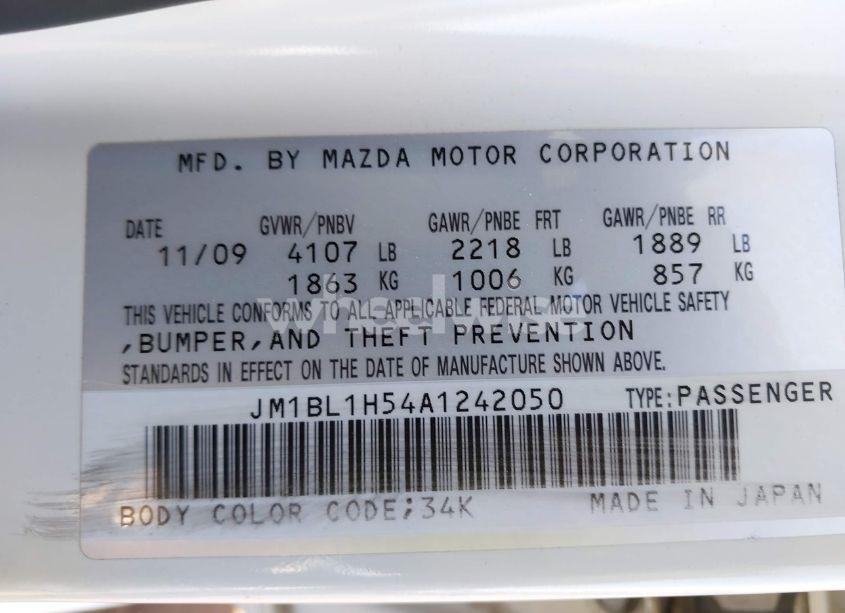 MFD. BY MAZDA MOTOR CORPORATION
DATE GVWR/PNBV GAWR/PNBE FRT GAWR/PNBE RR
11/09 4107 LB 2218 LB 1889 LB
1863 KG 1006 KG 857 KG
THIS VEHICLE CONFORMS TO ALL APPLICABLE FEDERAL MOTOR VEHICLE SAFETY
,BUMPER,AND THEFT PREVENTION
STANDARDS IN EFFECT ON THE DATE OF MANUFACTURE SHOWN ABOVE.
JM1BL1H54A1242050 TYPE:PASSENGER
BODY COLOR CODE;34K MADE IN JAPAN